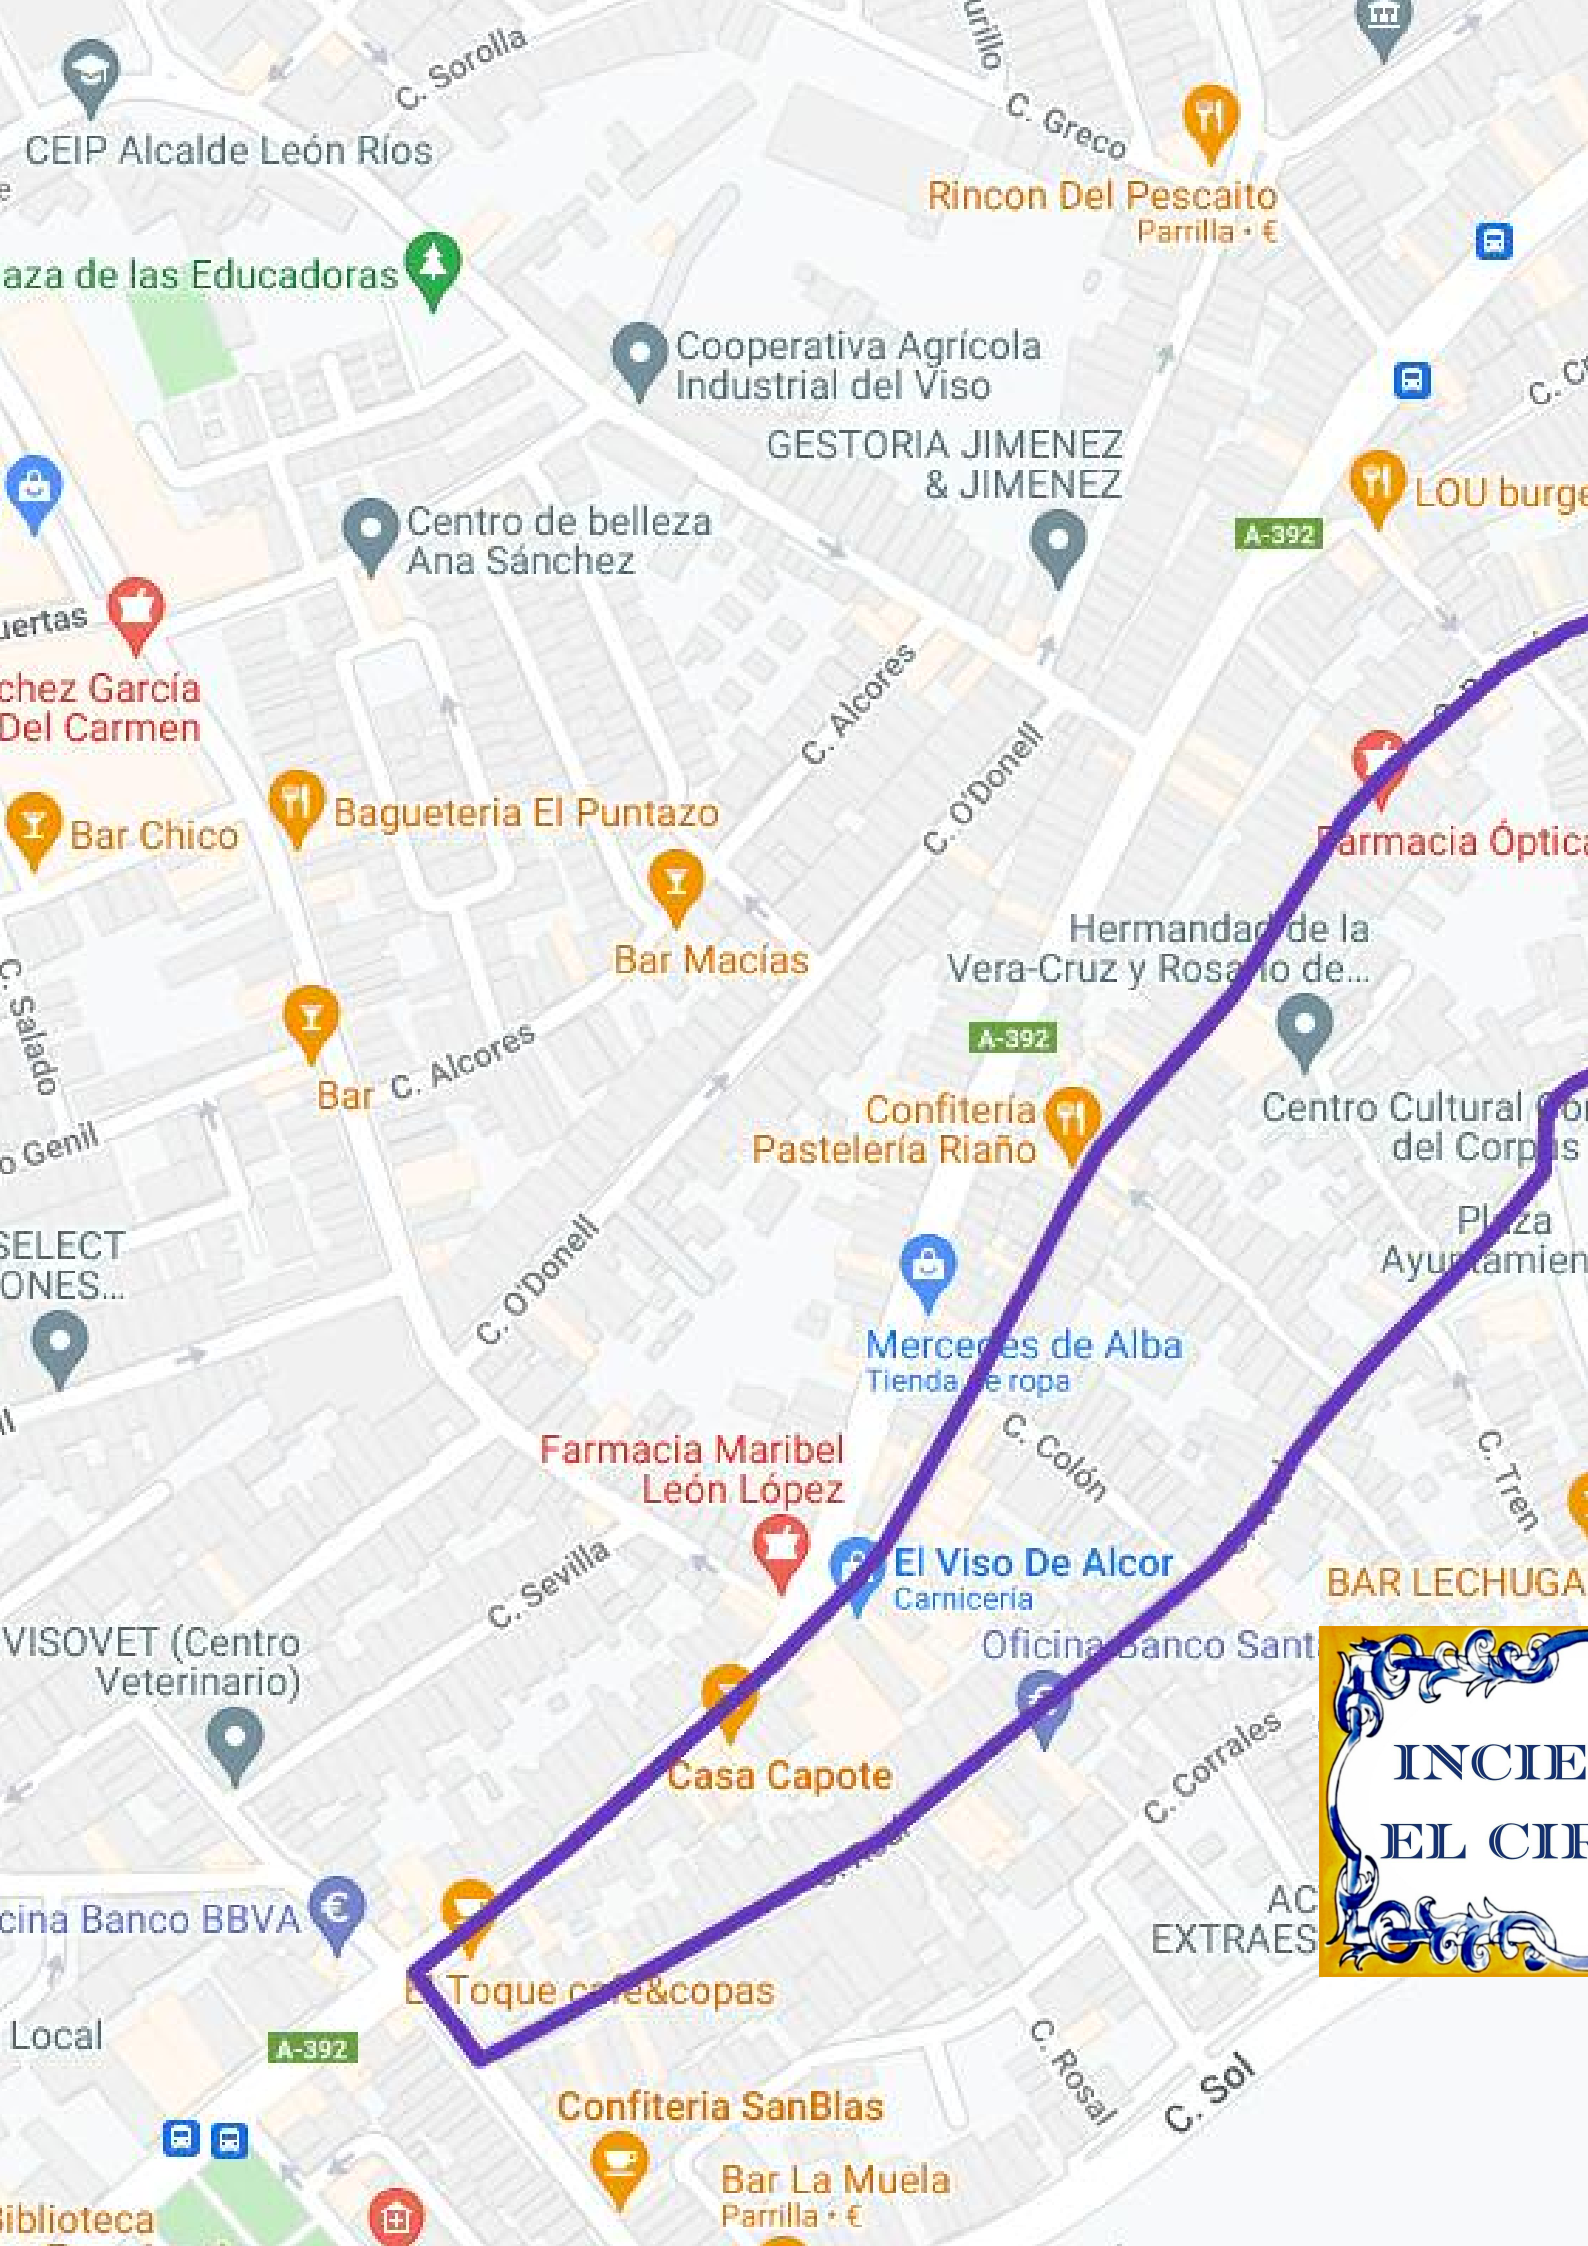 C. Sorolla
C. Greco
CEIP Alcalde León Ríos
Rincon Del Pescaito
Parrilla • €
aza de las Educadoras
Cooperativa Agrícola
Industrial del Viso
GESTORIA JIMENEZ
& JIMENEZ
LOU burge
A-392
Centro de belleza
Ana Sánchez
uertas
chez García
Del Carmen
C. Alcores
C. O'Donell
Bagueteria El Puntazo
Bar Chico
Farmacia Óptica
Bar Macías
Hermandad de la
Vera-Cruz y Rosario de...
C. Salado
A-392
Bar
C. Alcores
Confitería
Pastelería Riaño
Centro Cultural Cor
del Corpus
o Genil
Plaza
Ayuntamien
SELECT
ONES...
C. O'Donell
Mercedes de Alba
Tienda de ropa
C. Colón
C. Tren
Farmacia Maribel
León López
El Viso De Alcor
Carnicería
C. Sevilla
BAR LECHUGA
Oficina Banco Sant
VISOVET (Centro
Veterinario)
C. Corrales
INCIE
EL CIR
Casa Capote
AC
EXTRAES
cina Banco BBVA
El Toque café&copas
Local
A-392
C. Rosal
C. Sol
Confiteria SanBlas
Bar La Muela
Parrilla • €
Biblioteca